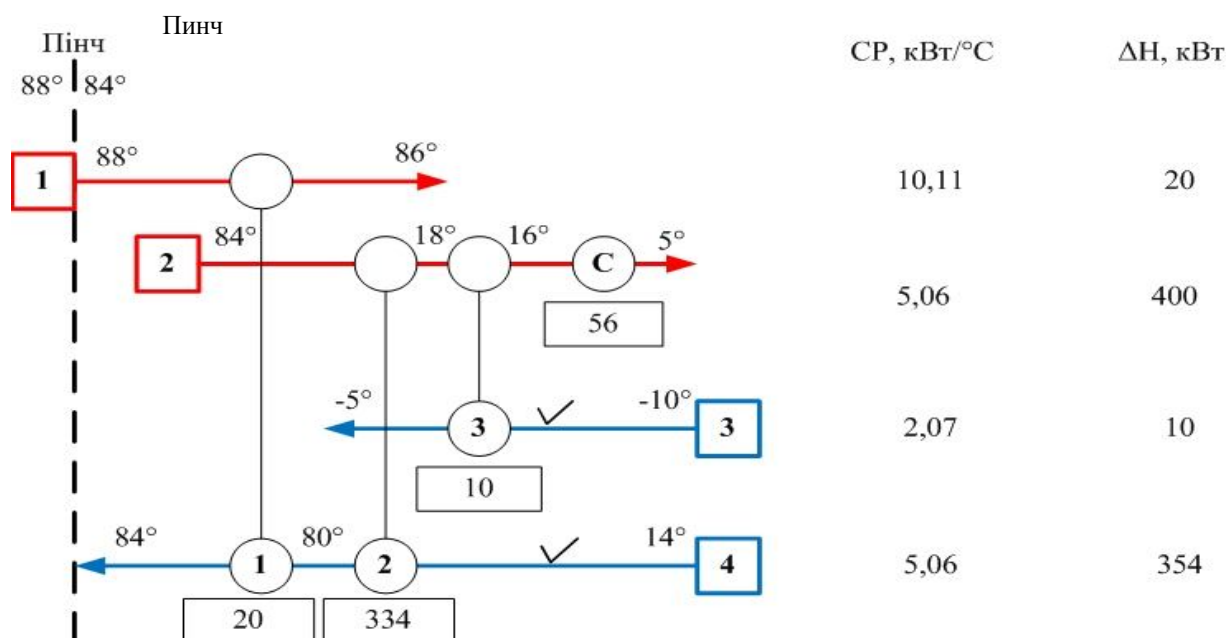 Пинч
Пінч
СР, кВт/°С ΔН, кВт
88° 84°
1 88° 86° 10,11 20
2 84° 18° 16° C 5° 5,06 400
56
-5° 3 -10° 3 2,07 10
10
84° 1 80° 2 14° 4 5,06 354
20 334